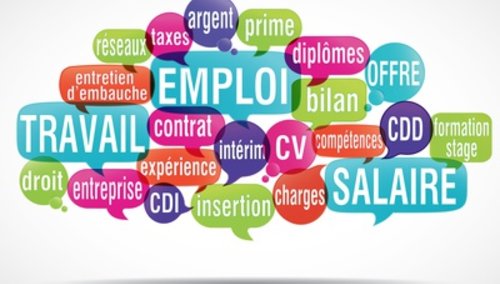 argent
prime
taxes
réseaux
diplômes
OFFRE
entretien
d'embauche
EMPLOI
bilan
TRAVAIL
contrat
intérim
CV
compétences
CDD
formation
stage
expérience
droit
entreprise
CDI
insertion
charges
SALAIRE